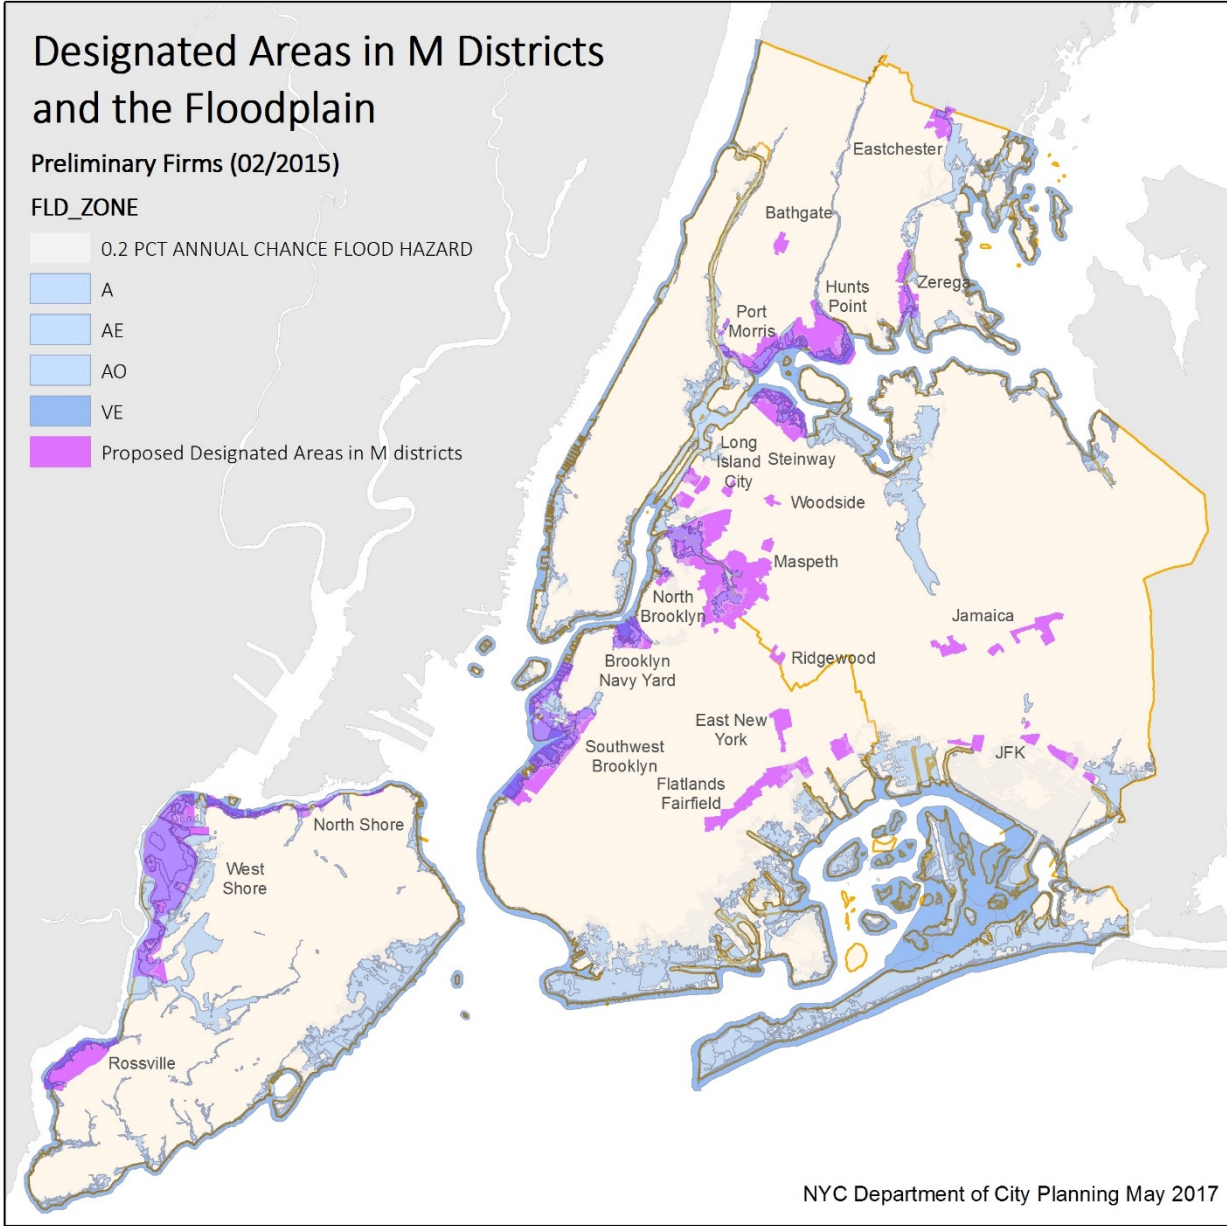 Designated Areas in M Districts
and the Floodplain
Preliminary Firms (02/2015)
FLD_ZONE
0.2 PCT ANNUAL CHANCE FLOOD HAZARD
A
AE
AO
VE
Proposed Designated Areas in M districts
Eastchester
Bathgate
Hunts
Point
Zerega
Port
Morris
Long
Island
City
Steinway
Woodside
Maspeth
North
Brooklyn
Jamaica
Ridgewood
Brooklyn
Navy Yard
East New
York
Southwest
Brooklyn
JFK
Flatlands
Fairfield
North Shore
West
Shore
Rossville
NYC Department of City Planning May 2017